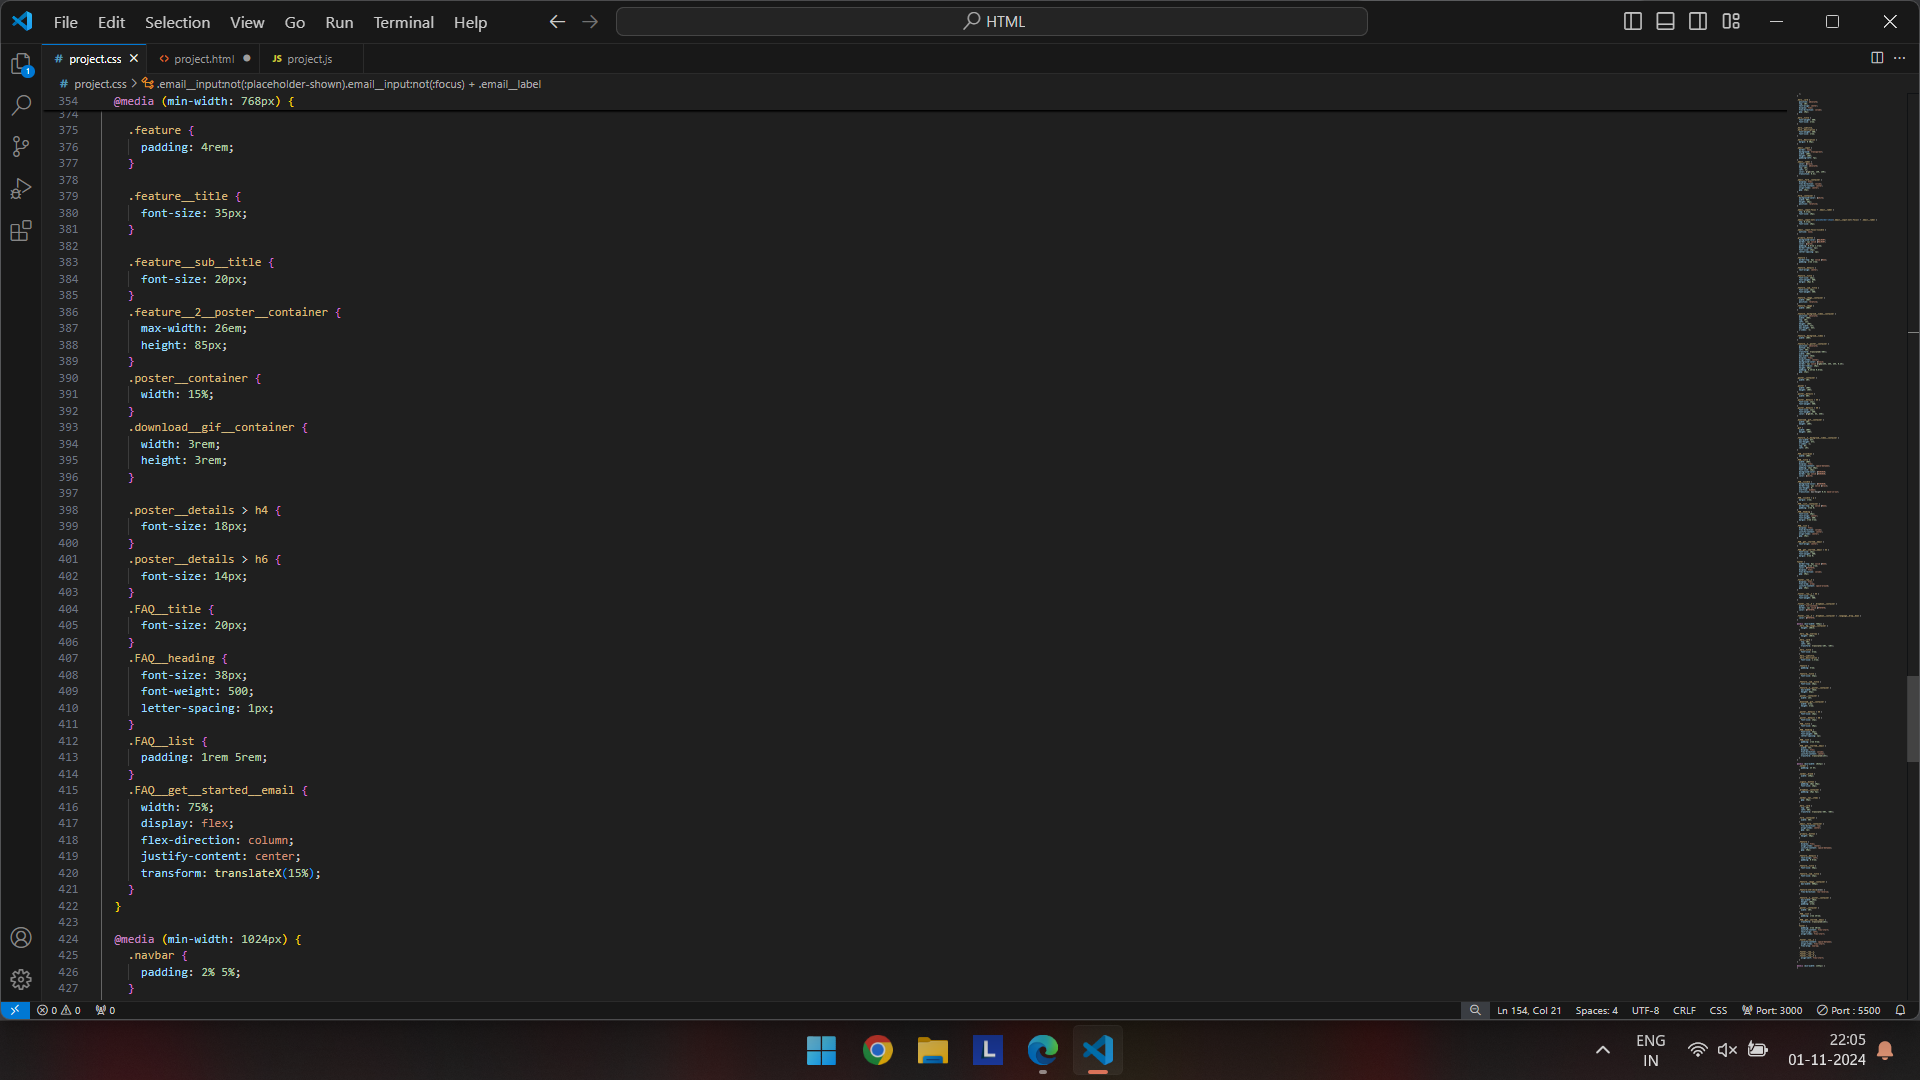 File Edit Selection View Go Run Terminal Help
HTML
# project.css
<> project.html
JS project.js
# project.css > .email__input:not(:placeholder-shown).email__input:not(:focus) + .email__label
354 @media (min-width: 768px) {
374
375 .feature {
376 padding: 4rem;
377 }
378
379 .feature__title {
380 font-size: 35px;
381 }
382
383 .feature__sub__title {
384 font-size: 20px;
385 }
386 .feature__2__poster__container {
387 max-width: 26em;
388 height: 85px;
389 }
390 .poster__container {
391 width: 15%;
392 }
393 .download__gif__container {
394 width: 3rem;
395 height: 3rem;
396 }
397
398 .poster__details > h4 {
399 font-size: 18px;
400 }
401 .poster__details > h6 {
402 font-size: 14px;
403 }
404 .FAQ__title {
405 font-size: 20px;
406 }
407 .FAQ__heading {
408 font-size: 38px;
409 font-weight: 500;
410 letter-spacing: 1px;
411 }
412 .FAQ__list {
413 padding: 1rem 5rem;
414 }
415 .FAQ__get__started__email {
416 width: 75%;
417 display: flex;
418 flex-direction: column;
419 justify-content: center;
420 transform: translateX(15%);
421 }
422 }
423
424 @media (min-width: 1024px) {
425 .navbar {
426 padding: 2% 5%;
427 }
1
0 0 0
Ln 154, Col 21 Spaces: 4 UTF-8 CRLF CSS Port: 3000 Port : 5500
L
ENG
IN
22:05
01-11-2024